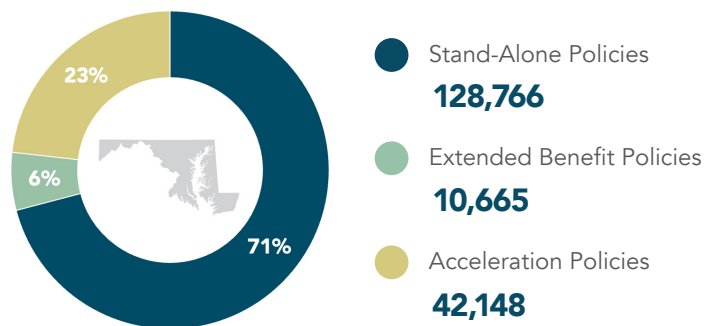 23%
6%
71%
Stand-Alone Policies
128,766
Extended Benefit Policies
10,665
Acceleration Policies
42,148